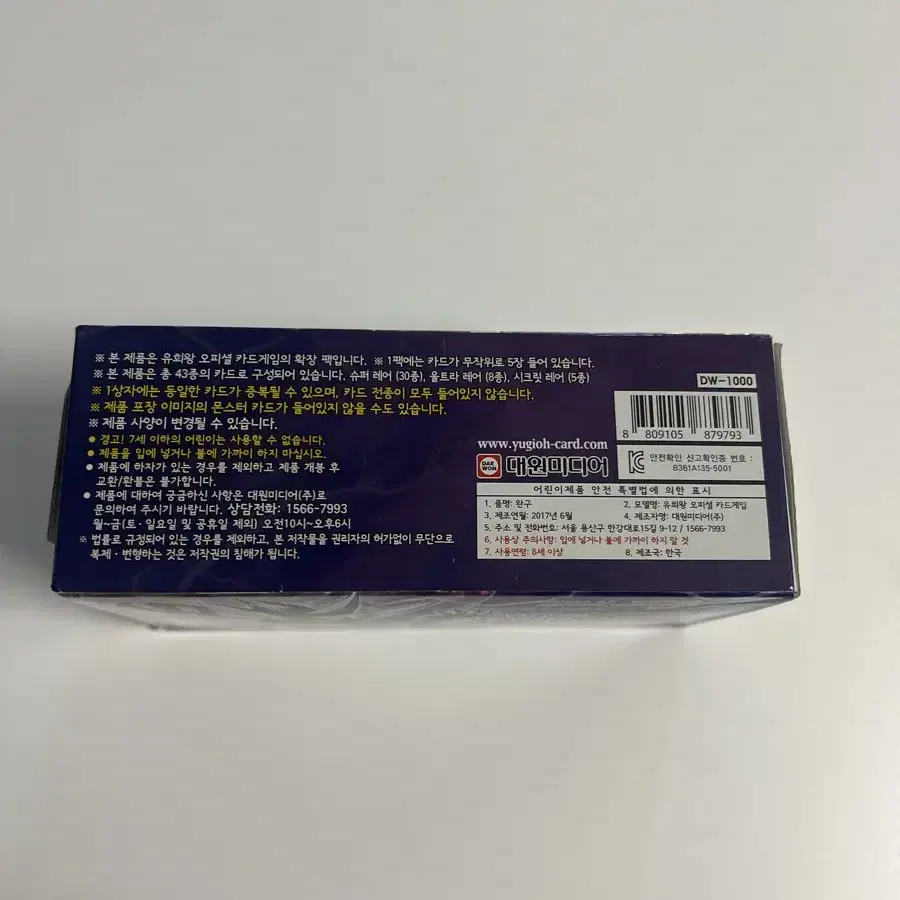 ※ 본 제품은 유희왕 오피셜 카드게임의 확장 팩입니다. ※ 1팩에는 카드가 무작위로 5장 들어 있습니다.
※ 본 제품은 총 43종의 카드로 구성되어 있습니다. 슈퍼 레어 (30종), 울트라 레어 (8종), 시크릿 레어 (5종)
※ 1상자에는 동일한 카드가 중복될 수 있으며, 카드 전종이 모두 들어있지 않습니다.
※ 제품 포장 이미지의 몬스터 카드가 들어있지 않을 수도 있습니다.
※ 제품 사양이 변경될 수 있습니다.
● 경고! 7세 이하의 어린이는 사용할 수 없습니다.
● 제품을 입에 넣거나 불에 가까이 하지 마십시오.
● 제품에 하자가 있는 경우를 제외하고 제품 개봉 후
교환/환불은 불가합니다.
● 제품에 대하여 궁금하신 사항은 대원미디어(주)로
문의하여 주시기 바랍니다. 상담전화: 1566-7993
월~금(토·일요일 및 공휴일 제외) 오전10시~오후6시
※ 법률로 규정되어 있는 경우를 제외하고, 본 저작물을 권리자의 허가없이 무단으로
복제·변형하는 것은 저작권의 침해가 됩니다.
DW-1000
8 809105 879793
www.yugioh-card.com
DAE WON 대원미디어
안전확인 신고확인증 번호 :
B361A135-5001
어린이제품 안전 특별법에 의한 표시
1. 품명: 완구 2. 모델명: 유희왕 오피셜 카드게임
3. 제조연월: 2017년 6월 4. 제조자명: 대원미디어(주)
5. 주소 및 전화번호: 서울 용산구 한강대로15길 9-12 / 1566-7993
6. 사용상 주의사항: 입에 넣거나 불에 가까이 하지 말 것
7. 사용연령: 8세 이상 8. 제조국: 한국